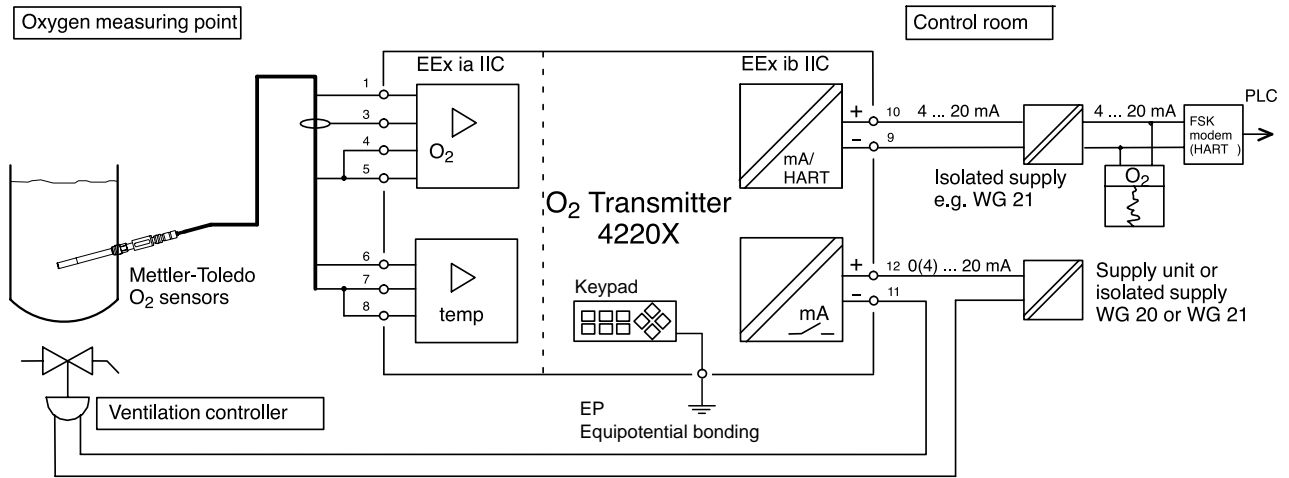 Oxygen measuring point
Control room
EEx ia IIC
EEx ib IIC
1
3
4
5
O₂
+
−
10
9
4 ... 20 mA
4 ... 20 mA
mA/
HART
FSK
modem
(HART )
PLC
Isolated supply
e.g. WG 21
O₂
O₂ Transmitter
4220X
Mettler-Toledo
O₂ sensors
6
7
8
temp
Keypad
+
−
12
11
0(4) ... 20 mA
mA
Supply unit or
isolated supply
WG 20 or WG 21
Ventilation controller
EP
Equipotential bonding